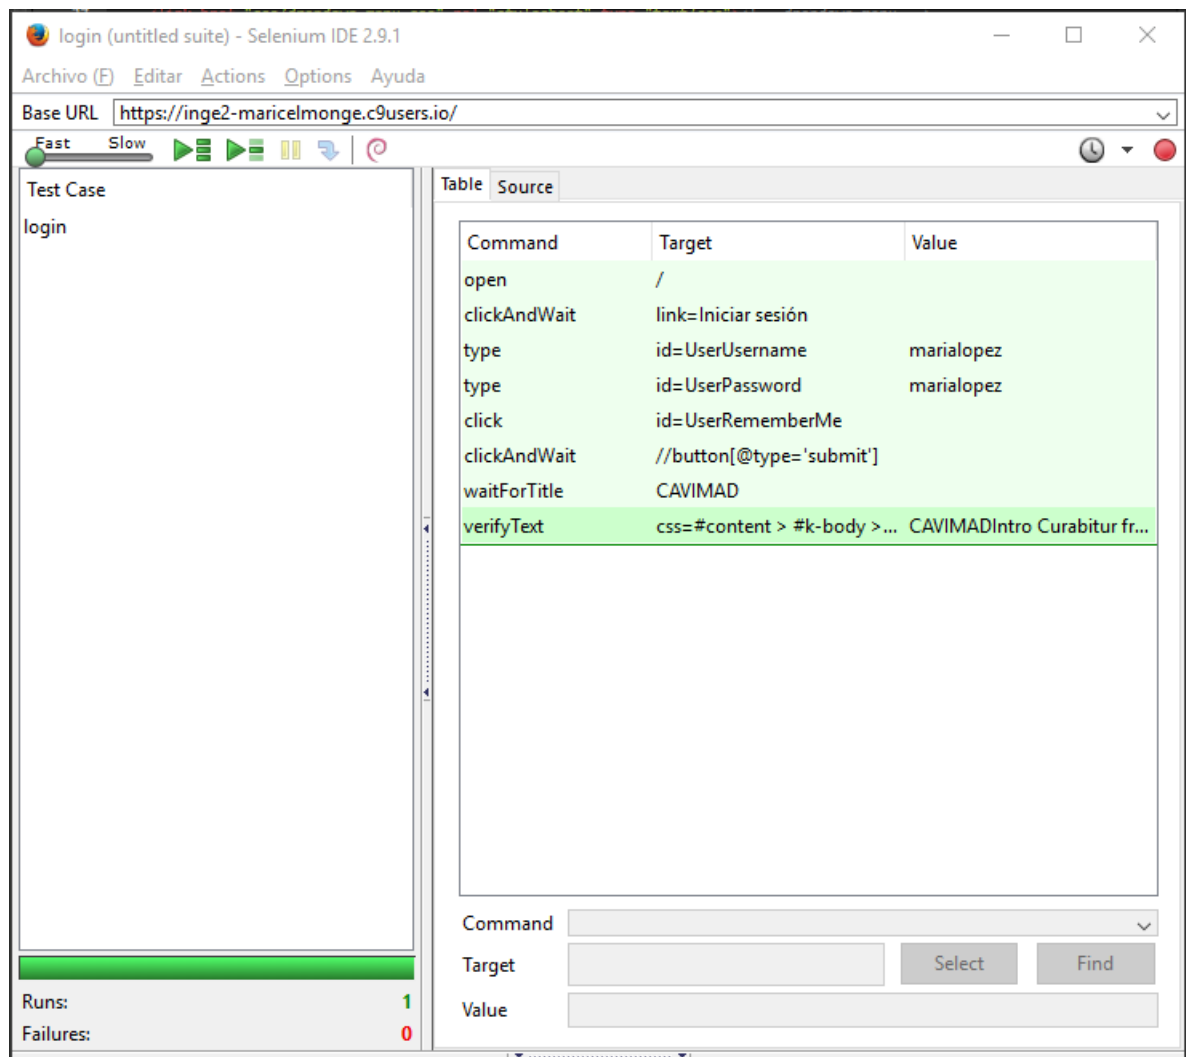 login (untitled suite) - Selenium IDE 2.9.1
Archivo (F) Editar Actions Options Ayuda
Base URL https://inge2-maricelmonge.c9users.io/
Fast Slow
Test Case
login
Table Source
Command Target Value
open /
clickAndWait link=Iniciar sesión
type id=UserUsername marialopez
type id=UserPassword marialopez
click id=UserRememberMe
clickAndWait //button[@type='submit']
waitForTitle CAVIMAD
verifyText css=#content > #k-body >... CAVIMADIntro Curabitur fr...
Command
Target Select Find
Value
Runs: 1
Failures: 0